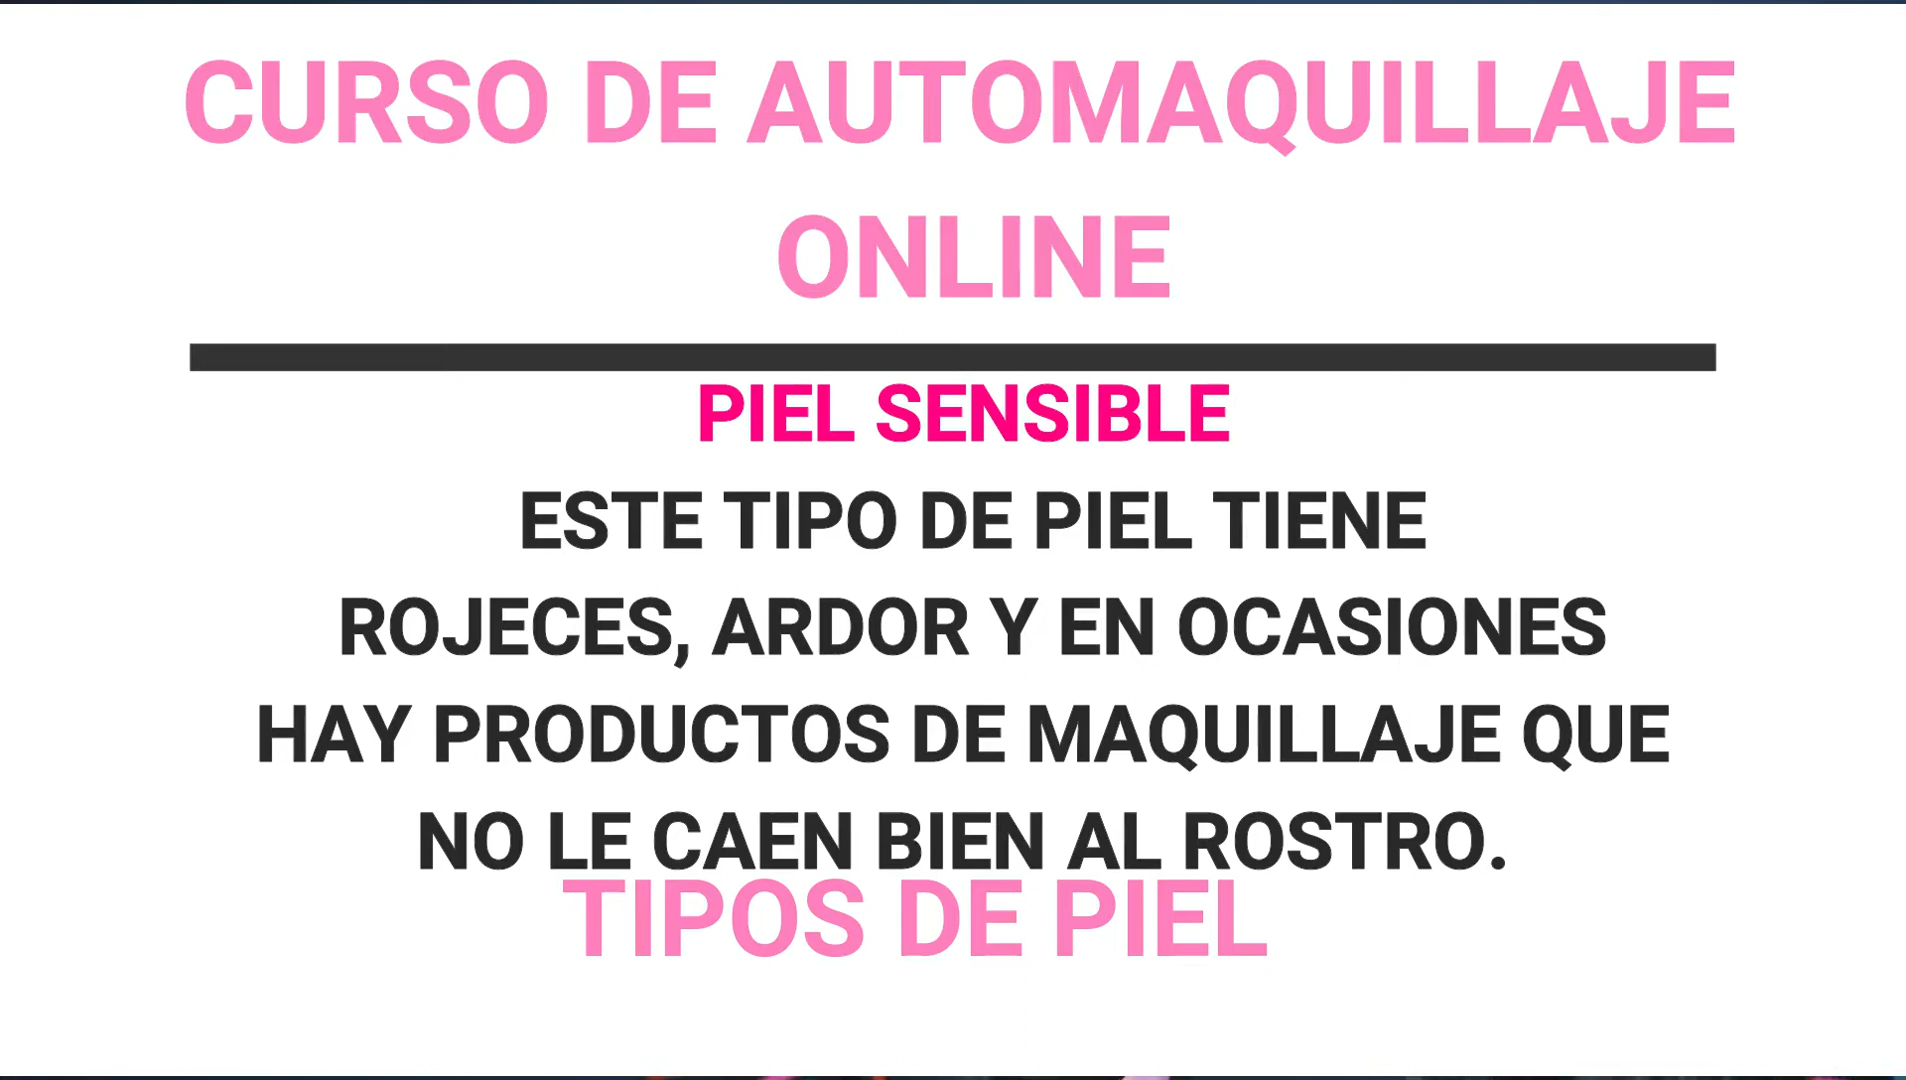 CURSO DE AUTOMAQUILLAJE
ONLINE
PIEL SENSIBLE
ESTE TIPO DE PIEL TIENE
ROJECES, ARDOR Y EN OCASIONES
HAY PRODUCTOS DE MAQUILLAJE QUE
NO LE CAEN BIEN AL ROSTRO.
TIPOS DE PIEL